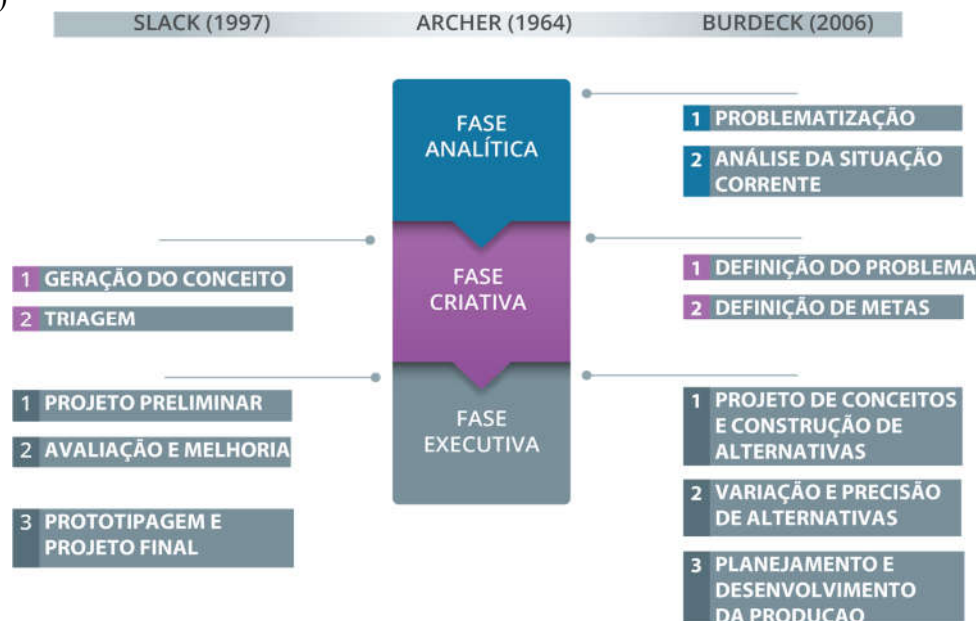 )
SLACK (1997)
ARCHER (1964)
BURDECK (2006)
FASE
ANALÍTICA
1 PROBLEMATIZAÇÃO
2 ANÁLISE DA SITUAÇÃO
CORRENTE
1 GERAÇÃO DO CONCEITO
2 TRIAGEM
FASE
CRIATIVA
1 DEFINIÇÃO DO PROBLEMA
2 DEFINIÇÃO DE METAS
1 PROJETO PRELIMINAR
2 AVALIAÇÃO E MELHORIA
3 PROTOTIPAGEM E
PROJETO FINAL
FASE
EXECUTIVA
1 PROJETO DE CONCEITOS
E CONSTRUÇÃO DE
ALTERNATIVAS
2 VARIAÇÃO E PRECISÃO
DE ALTERNATIVAS
3 PLANEJAMENTO E
DESENVOLVIMENTO
DA PRODUCAO